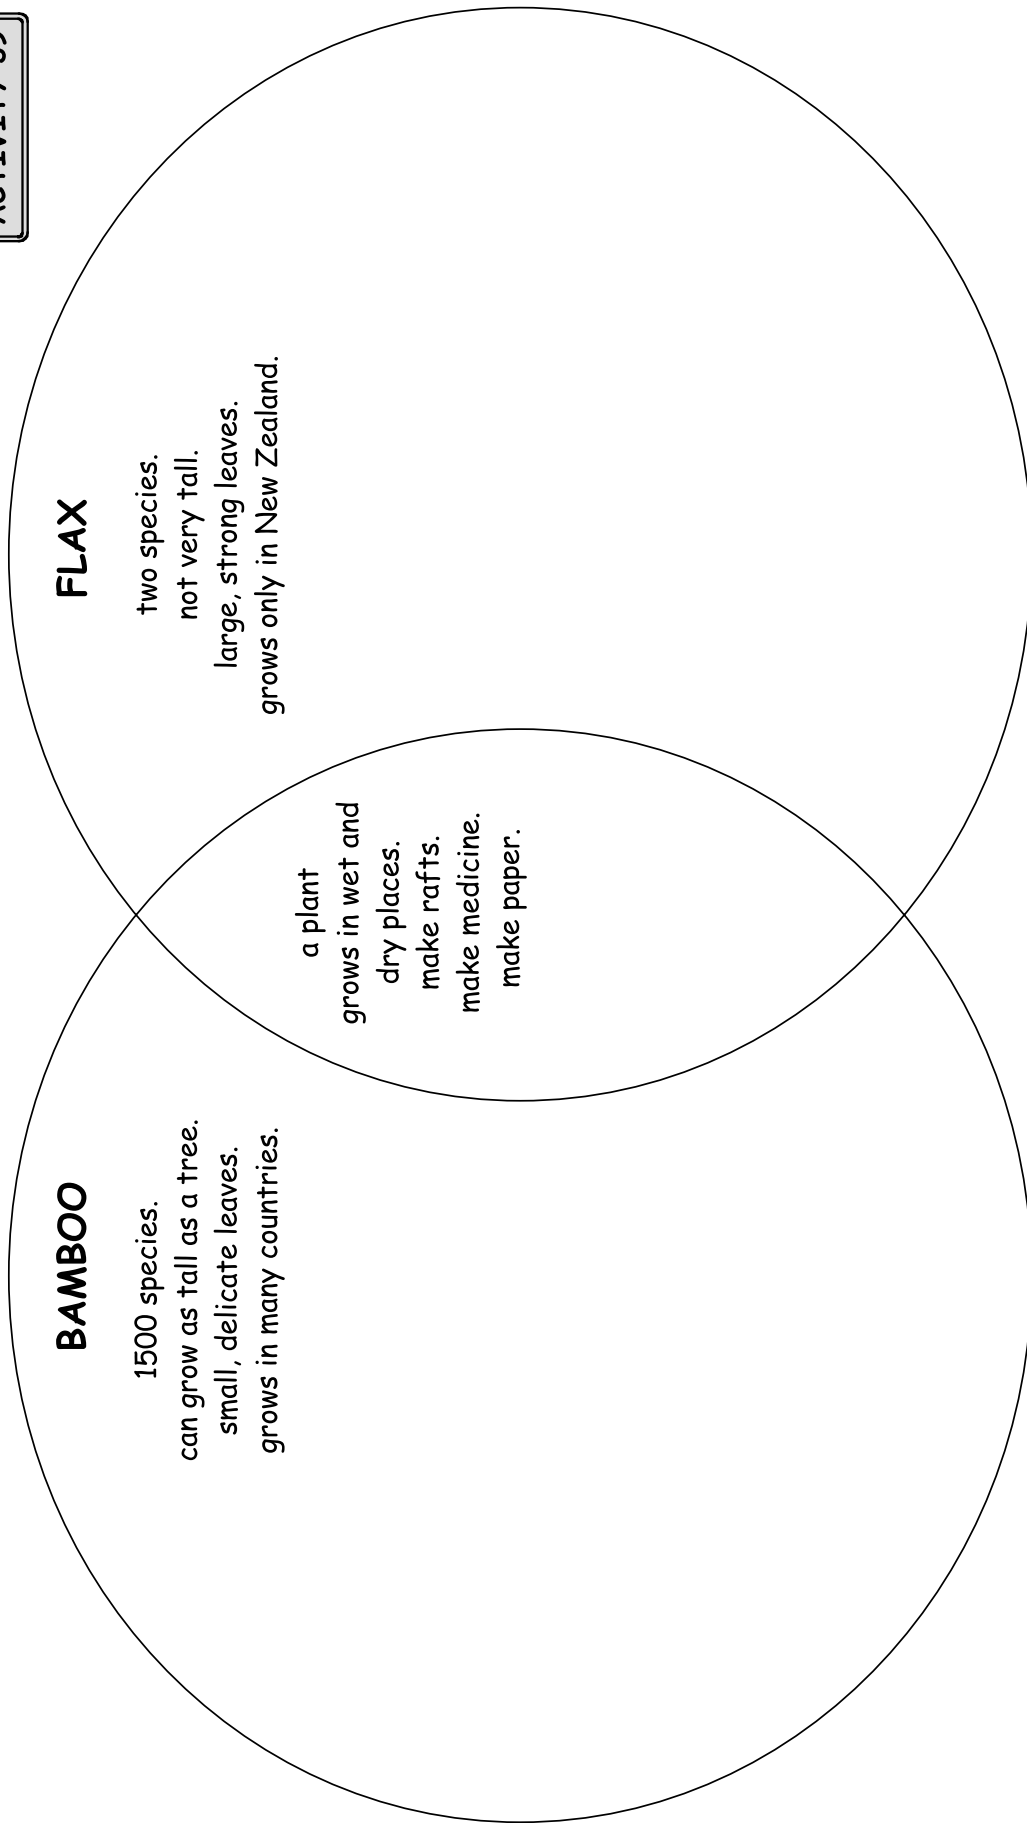 BAMBOO
1500 species.
can grow as tall as a tree.
small, delicate leaves.
grows in many countries.
a plant
grows in wet and
dry places.
make rafts.
make medicine.
make paper.
FLAX
two species.
not very tall.
large, strong leaves.
grows only in New Zealand.